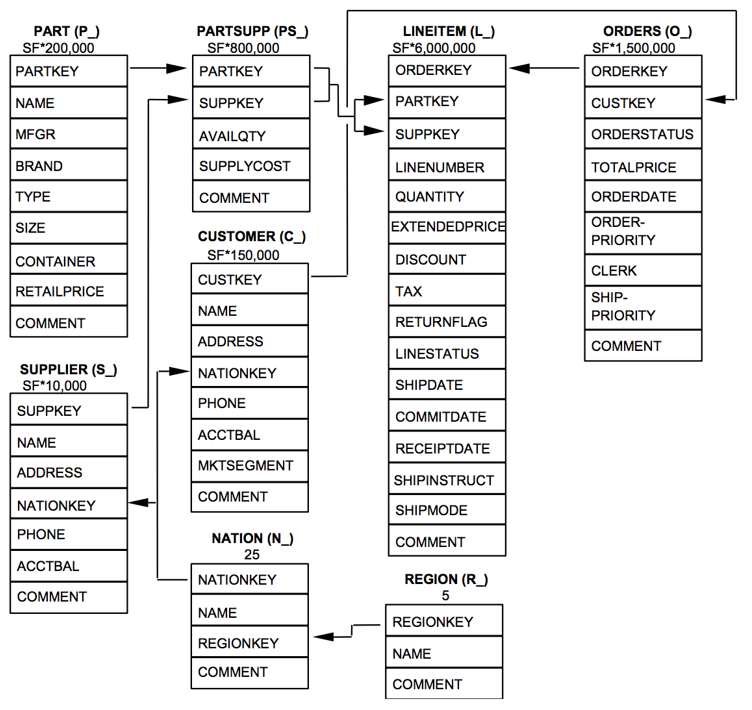 PART (P_)
SF*200,000
PARTKEY
NAME
MFGR
BRAND
TYPE
SIZE
CONTAINER
RETAILPRICE
COMMENT
SUPPLIER (S_)
SF*10,000
SUPPKEY
NAME
ADDRESS
NATIONKEY
PHONE
ACCTBAL
COMMENT
PARTSUPP (PS_)
SF*800,000
PARTKEY
SUPPKEY
AVAILQTY
SUPPLYCOST
COMMENT
CUSTOMER (C_)
SF*150,000
CUSTKEY
NAME
ADDRESS
NATIONKEY
PHONE
ACCTBAL
MKTSEGMENT
COMMENT
NATION (N_)
25
NATIONKEY
NAME
REGIONKEY
COMMENT
LINEITEM (L_)
SF*6,000,000
ORDERKEY
PARTKEY
SUPPKEY
LINENUMBER
QUANTITY
EXTENDEDPRICE
DISCOUNT
TAX
RETURNFLAG
LINESTATUS
SHIPDATE
COMMITDATE
RECEIPTDATE
SHIPINSTRUCT
SHIPMODE
COMMENT
REGION (R_)
5
REGIONKEY
NAME
COMMENT
ORDERS (O_)
SF*1,500,000
ORDERKEY
CUSTKEY
ORDERSTATUS
TOTALPRICE
ORDERDATE
ORDER-
PRIORITY
CLERK
SHIP-
PRIORITY
COMMENT